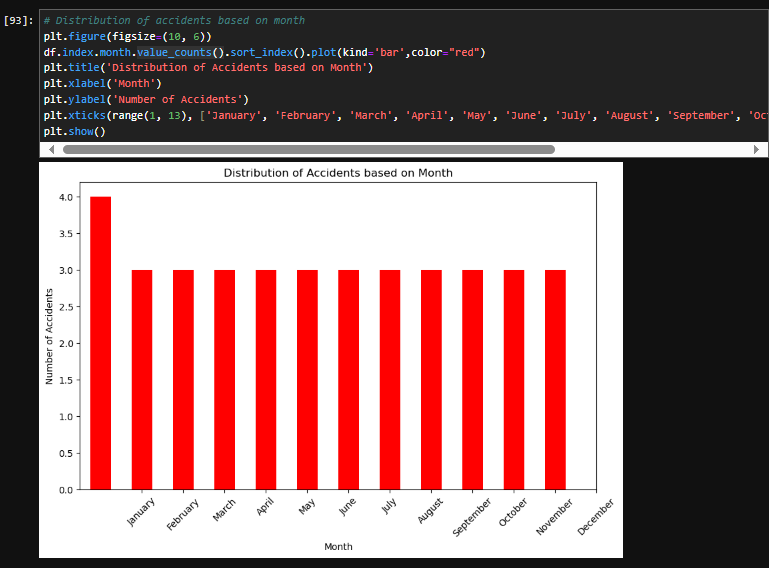 [93]:
# Distribution of accidents based on month
plt.figure(figsize=(10, 6))
df.index.month.value_counts().sort_index().plot(kind='bar',color="red")
plt.title('Distribution of Accidents based on Month')
plt.xlabel('Month')
plt.ylabel('Number of Accidents')
plt.xticks(range(1, 13), ['January', 'February', 'March', 'April', 'May', 'June', 'July', 'August', 'September', 'Oc
plt.show()
Distribution of Accidents based on Month
Number of Accidents
4.0
3.5
3.0
2.5
2.0
1.5
1.0
0.5
0.0
January February March April May June July August September October November December
Month